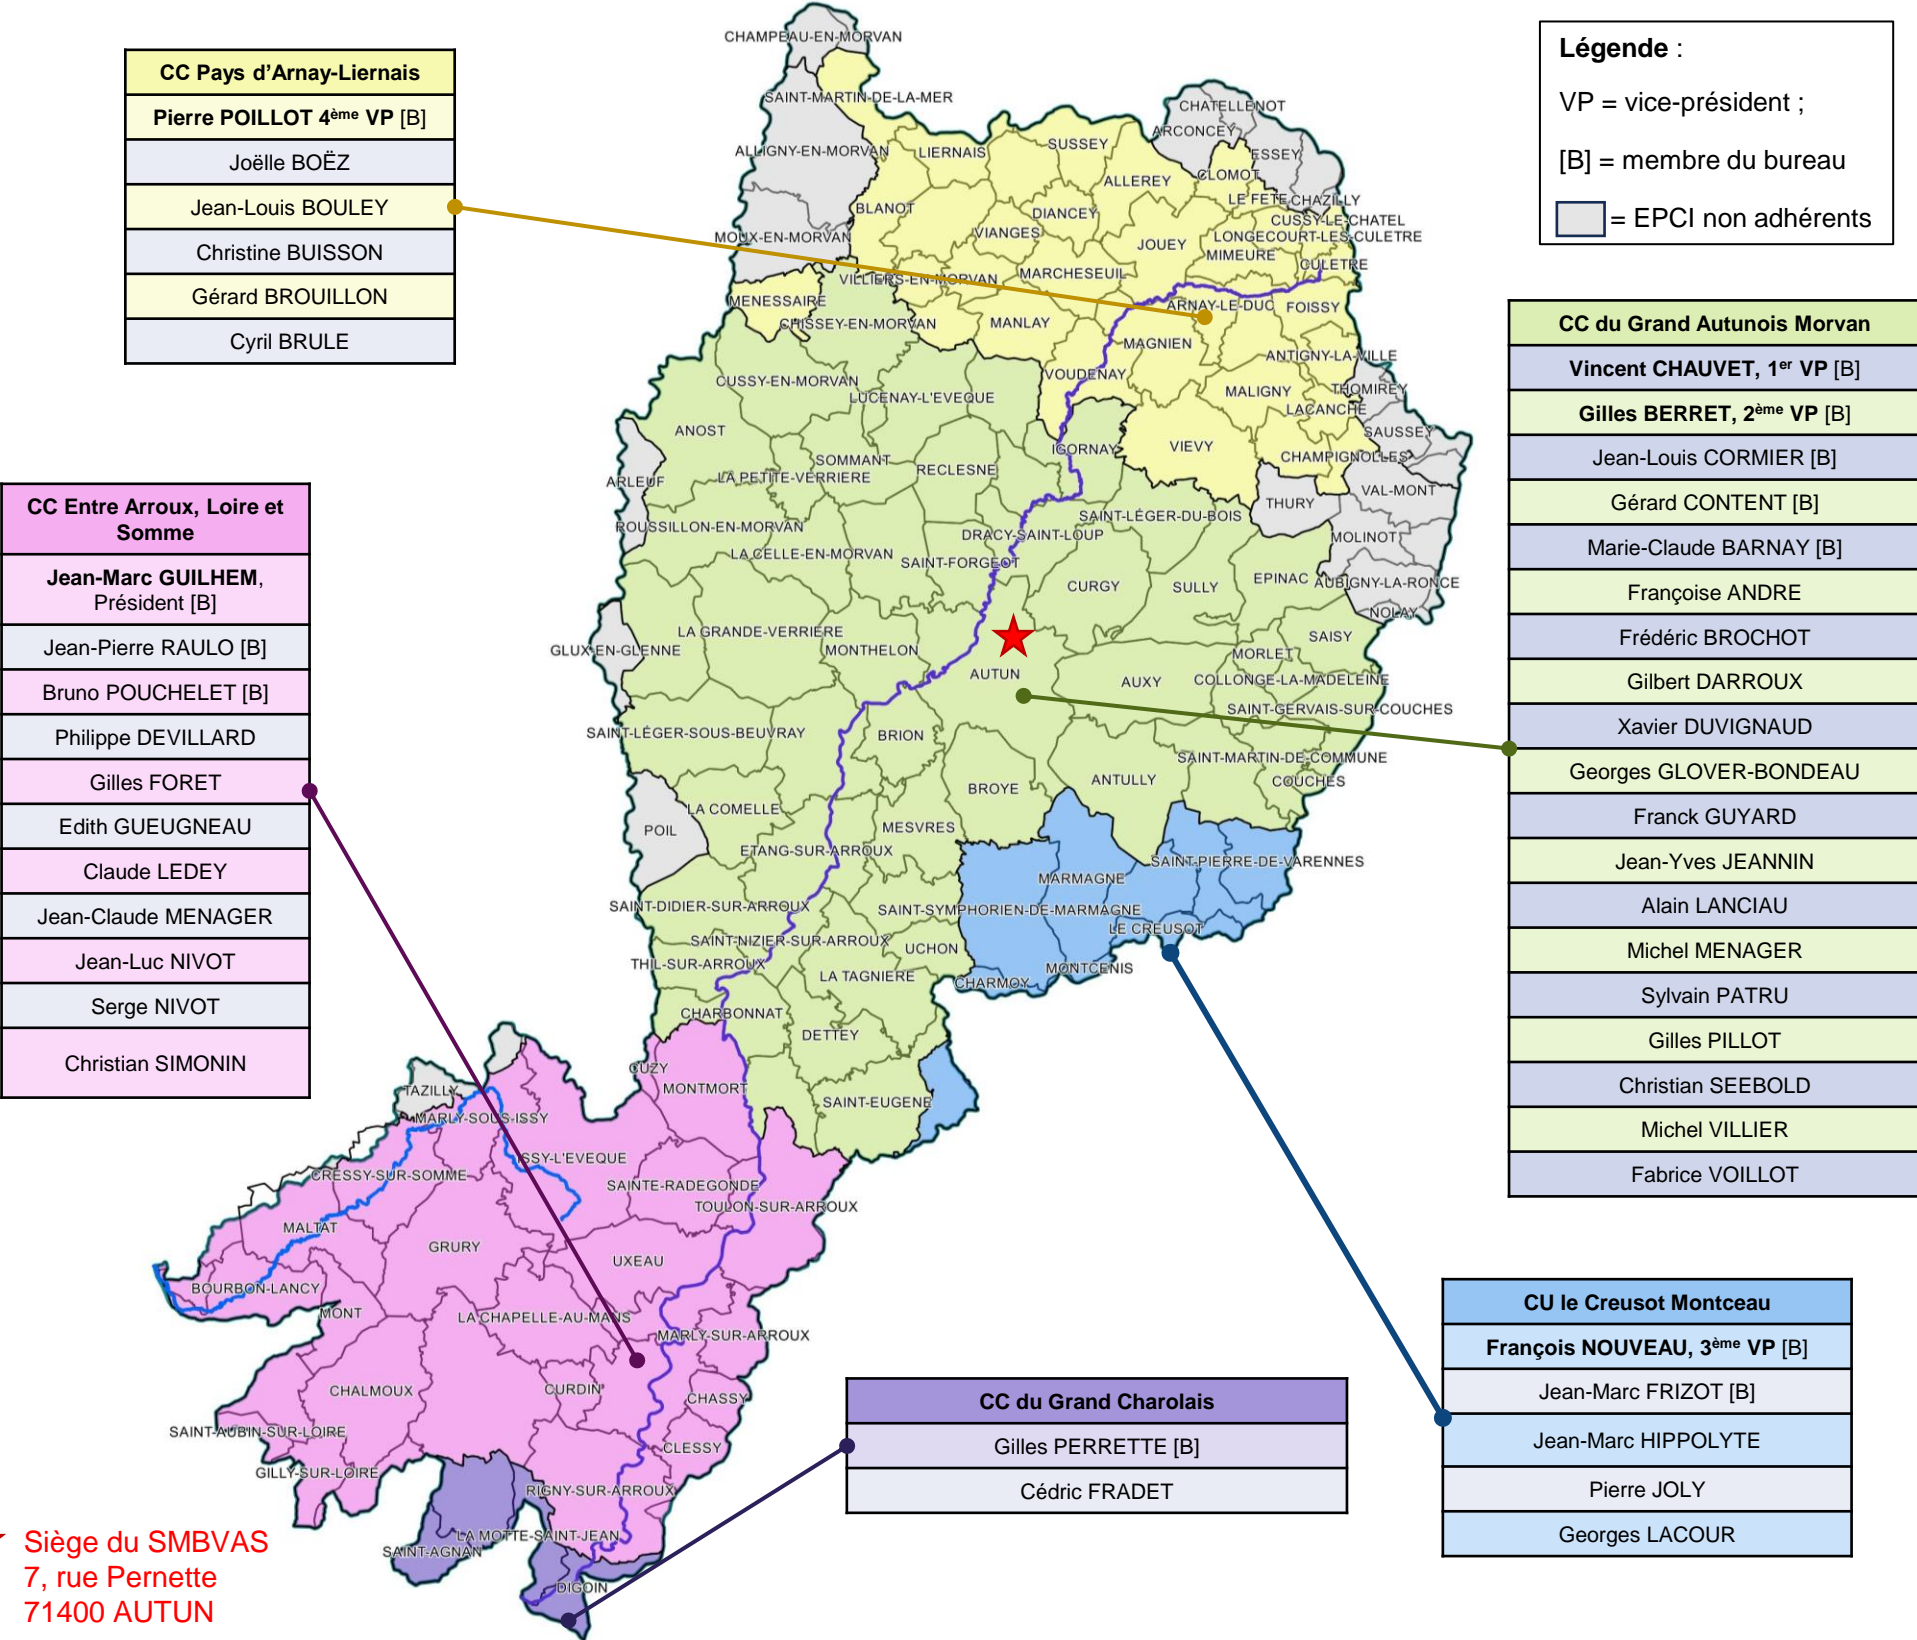 CC Pays d’Arnay-Liernais
Pierre POILLOT 4ème VP [B]
Joëlle BOËZ
Jean-Louis BOULEY
Christine BUISSON
Gérard BROUILLON
Cyril BRULE
Légende :
VP = vice-président ;
[B] = membre du bureau
= EPCI non adhérents
CC du Grand Autunois Morvan
Vincent CHAUVET, 1er VP [B]
Gilles BERRET, 2ème VP [B]
Jean-Louis CORMIER [B]
Gérard CONTENT [B]
Marie-Claude BARNAY [B]
Françoise ANDRE
Frédéric BROCHOT
Gilbert DARROUX
Xavier DUVIGNAUD
Georges GLOVER-BONDEAU
Franck GUYARD
Jean-Yves JEANNIN
Alain LANCIAU
Michel MENAGER
Sylvain PATRU
Gilles PILLOT
Christian SEEBOLD
Michel VILLIER
Fabrice VOILLOT
CC Entre Arroux, Loire et
Somme
Jean-Marc GUILHEM,
Président [B]
Jean-Pierre RAULO [B]
Bruno POUCHELET [B]
Philippe DEVILLARD
Gilles FORET
Edith GUEUGNEAU
Claude LEDEY
Jean-Claude MENAGER
Jean-Luc NIVOT
Serge NIVOT
Christian SIMONIN
CU le Creusot Montceau
François NOUVEAU, 3ème VP [B]
Jean-Marc FRIZOT [B]
Jean-Marc HIPPOLYTE
Pierre JOLY
Georges LACOUR
CC du Grand Charolais
Gilles PERRETTE [B]
Cédric FRADET
Siège du SMBVAS
7, rue Pernette
71400 AUTUN
CHAMPEAU-EN-MORVAN
SAINT-MARTIN-DE-LA-MER
CHATELLENOT
ARCONCEY
ALLIGNY-EN-MORVAN
LIERNAIS
SUSSEY
ESSEY
ALLEREY
CLOMOT
LE FETE
CHAZILLY
BLANOT
DIANCEY
CUSSY-LE-CHATEL
MOUX-EN-MORVAN
VIANGES
JOUEY
LONGECOURT-LES-CULETRE
MIMEURE
CULETRE
VILLIERS-EN-MORVAN
MARCHESEUIL
MENESSAIRE
ARNAY-LE-DUC
FOISSY
CHISSEY-EN-MORVAN
MANLAY
MAGNIEN
ANTIGNY-LA-VILLE
CUSSY-EN-MORVAN
VOUDENAY
MALIGNY
THOMIREY
LUCENAY-L'EVEQUE
LACANCHE
ANOST
SAUSSEY
IGORNAY
VIEVY
CHAMPIGNOLLES
SOMMANT
RECLESNE
ARLEUF
LA PETITE-VERRIERE
VAL-MONT
THURY
ROUSSILLON-EN-MORVAN
SAINT-LÉGER-DU-BOIS
DRACY-SAINT-LOUP
MOLINOT
LA CELLE-EN-MORVAN
SAINT-FORGEOT
CURGY
SULLY
EPINAC
AUBIGNY-LA-RONCE
NOLAY
LA GRANDE-VERRIÈRE
SAISY
GLUX-EN-GLENNE
MONTHELON
MORLET
AUTUN
AUXY
COLLONGE-LA-MADELEINE
SAINT-GERVAIS-SUR-COUCHES
SAINT-LÉGER-SOUS-BEUVRAY
BRION
SAINT-MARTIN-DE-COMMUNE
BROYE
ANTULLY
COUCHES
LA COMELLE
POIL
MESVRES
ETANG-SUR-ARROUX
SAINT-PIERRE-DE-VARENNES
MARMAGNE
SAINT-DIDIER-SUR-ARROUX
SAINT-SYMPHORIEN-DE-MARMAGNE
LE CREUSOT
SAINT-NIZIER-SUR-ARROUX
UCHON
THIL-SUR-ARROUX
LA TAGNIERE
MONTCENIS
CHARMOY
CHARBONNAT
DETTEY
CUZY
MONTMORT
TAZILLY
SAINT-EUGENE
MARLY-SOUS-ISSY
ISSY-L'EVEQUE
CRESSY-SUR-SOMME
SAINTE-RADEGONDE
TOULON-SUR-ARROUX
MALTAT
GRURY
UXEAU
BOURBON-LANCY
MONT
LA CHAPELLE-AU-MANS
MARLY-SUR-ARROUX
CHALMOUX
CURDIN
CHASSY
SAINT-AUBIN-SUR-LOIRE
CLESSY
GILLY-SUR-LOIRE
RIGNY-SUR-ARROUX
LA MOTTE-SAINT-JEAN
SAINT-AGNAN
DIGOIN